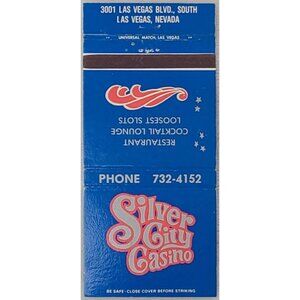 3001 LAS VEGAS BLVD., SOUTH
LAS VEGAS, NEVADA
UNIVERSAL MATCH, LAS VEGAS
RESTAURANT
COCKTAIL LOUNGE
LOOSEST SLOTS
PHONE 732-4152
Silver
City
Casino
BE SAFE - CLOSE COVER BEFORE STRIKING